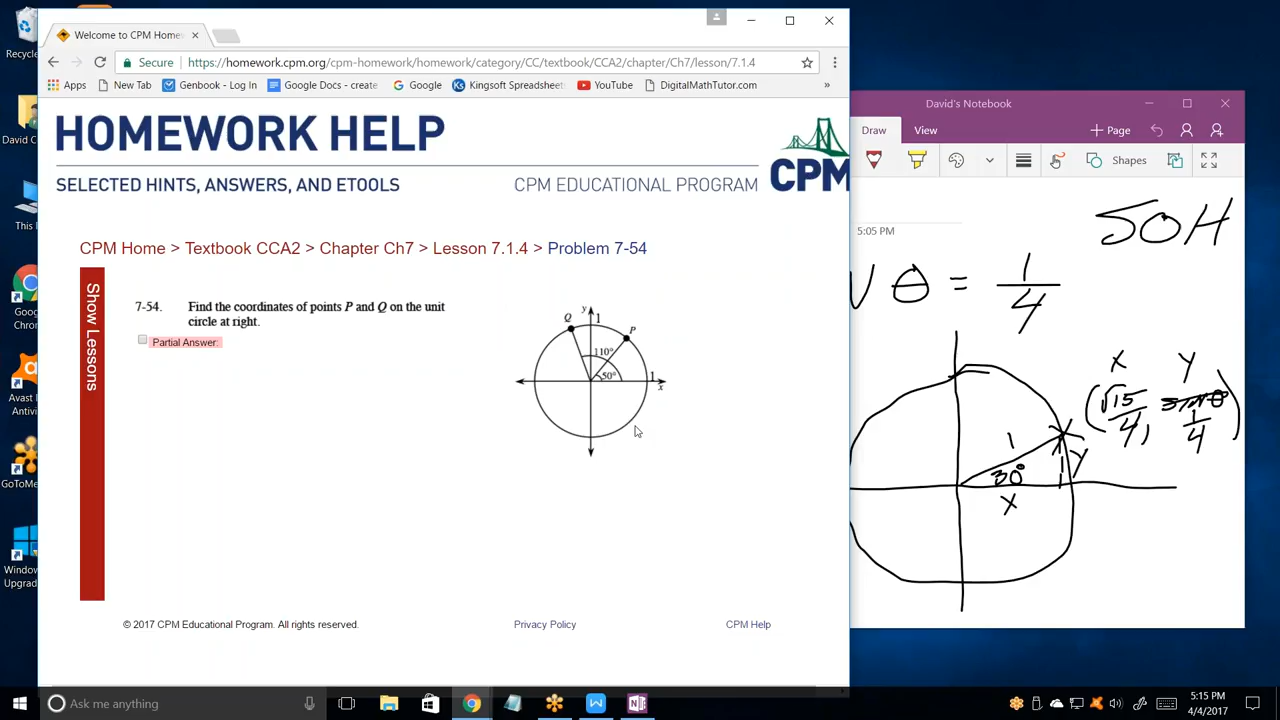 Recycle
David C
This
Goog
Chro
Avast
Antiv
GoToMe
Windo
Upgrad
Welcome to CPM Home
Secure
https://homework.cpm.org/cpm-homework/homework/category/CC/textbook/CCA2/chapter/Ch7/lesson/7.1.4
Apps New Tab Genbook - Log In Google Docs - create Google Kingsoft Spreadsheet YouTube DigitalMathTutor.com »
HOMEWORK HELP
SELECTED HINTS, ANSWERS, AND ETOOLS
CPM EDUCATIONAL PROGRAM
CPM
CPM Home > Textbook CCA2 > Chapter Ch7 > Lesson 7.1.4 > Problem 7-54
Show Lessons
7-54. Find the coordinates of points P and Q on the unit
circle at right.
Partial Answer:
y
1
Q
P
110°
50°
1
x
© 2017 CPM Educational Program. All rights reserved.
Privacy Policy
CPM Help
David's Notebook
Draw View
Page
Shapes
5:05 PM
SOH
θ = 1/4
x y
(√15/4, 1/4)
1
30°
y
x
Ask me anything
5:15 PM
4/4/2017